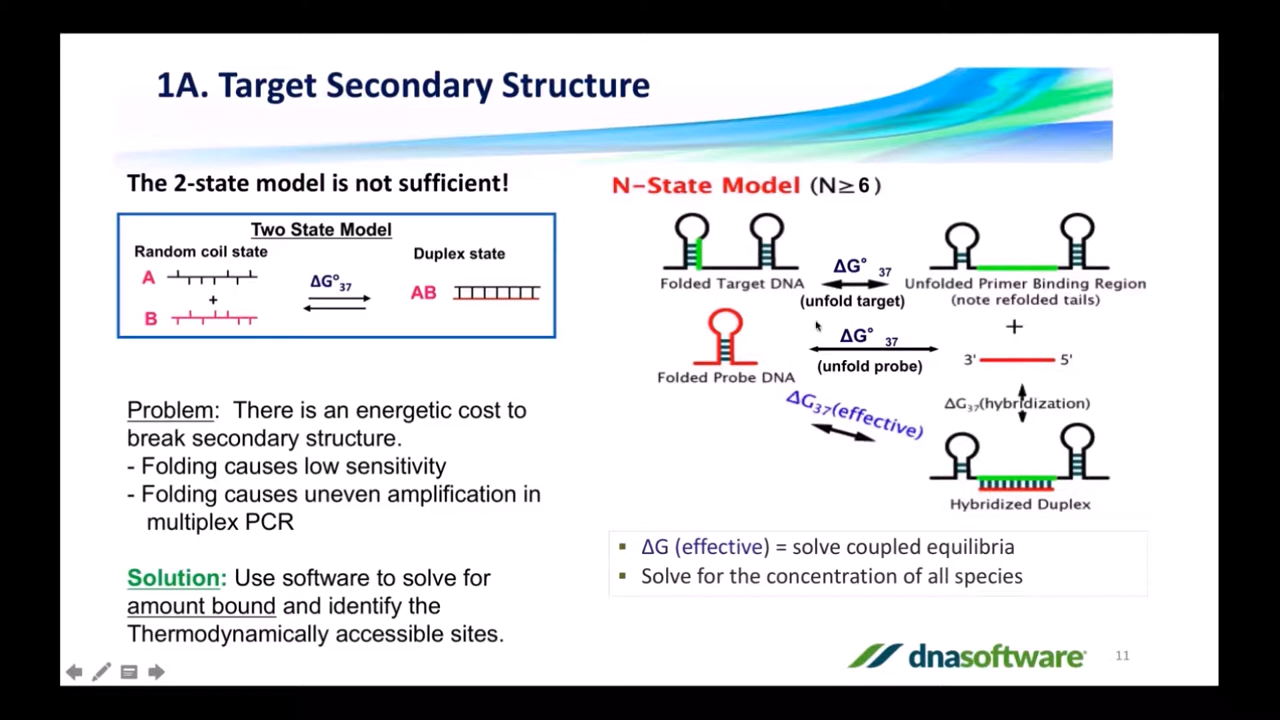 1A. Target Secondary Structure
The 2-state model is not sufficient!
Two State Model
Random coil state
Duplex state
A
+
B
ΔG°37
AB
Problem: There is an energetic cost to
break secondary structure.
- Folding causes low sensitivity
- Folding causes uneven amplification in
multiplex PCR
Solution: Use software to solve for
amount bound and identify the
Thermodynamically accessible sites.
N-State Model (N≥6)
Folded Target DNA
ΔG° 37
(unfold target)
Unfolded Primer Binding Region
(note refolded tails)
+
Folded Probe DNA
ΔG° 37
(unfold probe)
3' 5'
ΔG37(effective)
ΔG37(hybridization)
Hybridized Duplex
▪ ΔG (effective) = solve coupled equilibria
▪ Solve for the concentration of all species
dnasoftware
11